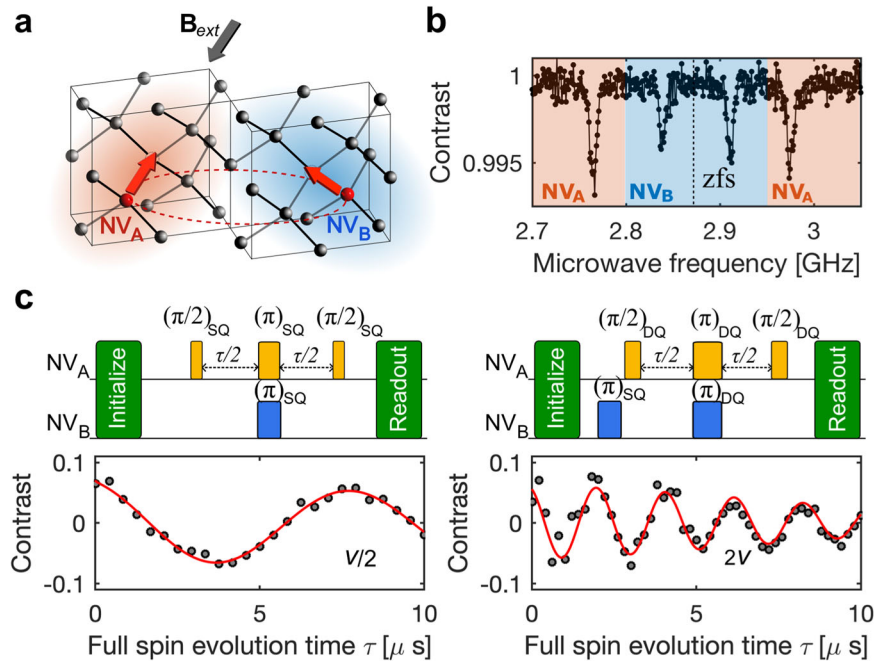 a
B_ext
NV_A
NV_B
b
Contrast
1
0.995
NV_A
NV_B
zfs
NV_A
2.7 2.8 2.9 3
Microwave frequency [GHz]
c
(π/2)_SQ (π)_SQ (π/2)_SQ
NV_A
Initialize
τ/2 τ/2
Readout
(π)_SQ
NV_B
Contrast
0.1
0
-0.1
ν/2
0 5 10
Full spin evolution time τ [μ s]
(π/2)_DQ (π)_DQ (π/2)_DQ
NV_A
Initialize
τ/2 τ/2
Readout
(π)_SQ (π)_DQ
NV_B
Contrast
0.1
0
-0.1
2ν
0 5 10
Full spin evolution time τ [μ s]